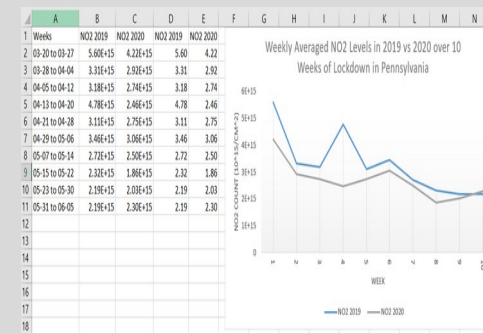 A B C D E F G H I J K L M N
1 Weeks NO2 2019 NO2 2020 NO2 2019 NO2 2020
2 03-20 to 03-27 5.60E+15 4.22E+15 5.60 4.22
3 03-28 to 04-04 3.31E+15 2.92E+15 3.31 2.92
4 04-05 to 04-12 3.18E+15 2.74E+15 3.18 2.74
5 04-13 to 04-20 4.78E+15 2.46E+15 4.78 2.46
6 04-21 to 04-28 3.11E+15 2.75E+15 3.11 2.75
7 04-29 to 05-06 3.46E+15 3.06E+15 3.46 3.06
8 05-07 to 05-14 2.72E+15 2.50E+15 2.72 2.50
9 05-15 to 05-22 2.32E+15 1.86E+15 2.32 1.86
10 05-23 to 05-30 2.19E+15 2.03E+15 2.19 2.03
11 05-31 to 06-05 2.19E+15 2.30E+15 2.19 2.30
12
13
14
15
16
17
18
Weekly Averaged NO2 Levels in 2019 vs 2020 over 10
Weeks of Lockdown in Pennsylvania
NO2 COUNT (10^15/CM^2)
6E+15
5E+15
4E+15
3E+15
2E+15
1E+15
0
1 2 3 4 5 6 7 8 9 10
WEEK
NO2 2019 NO2 2020